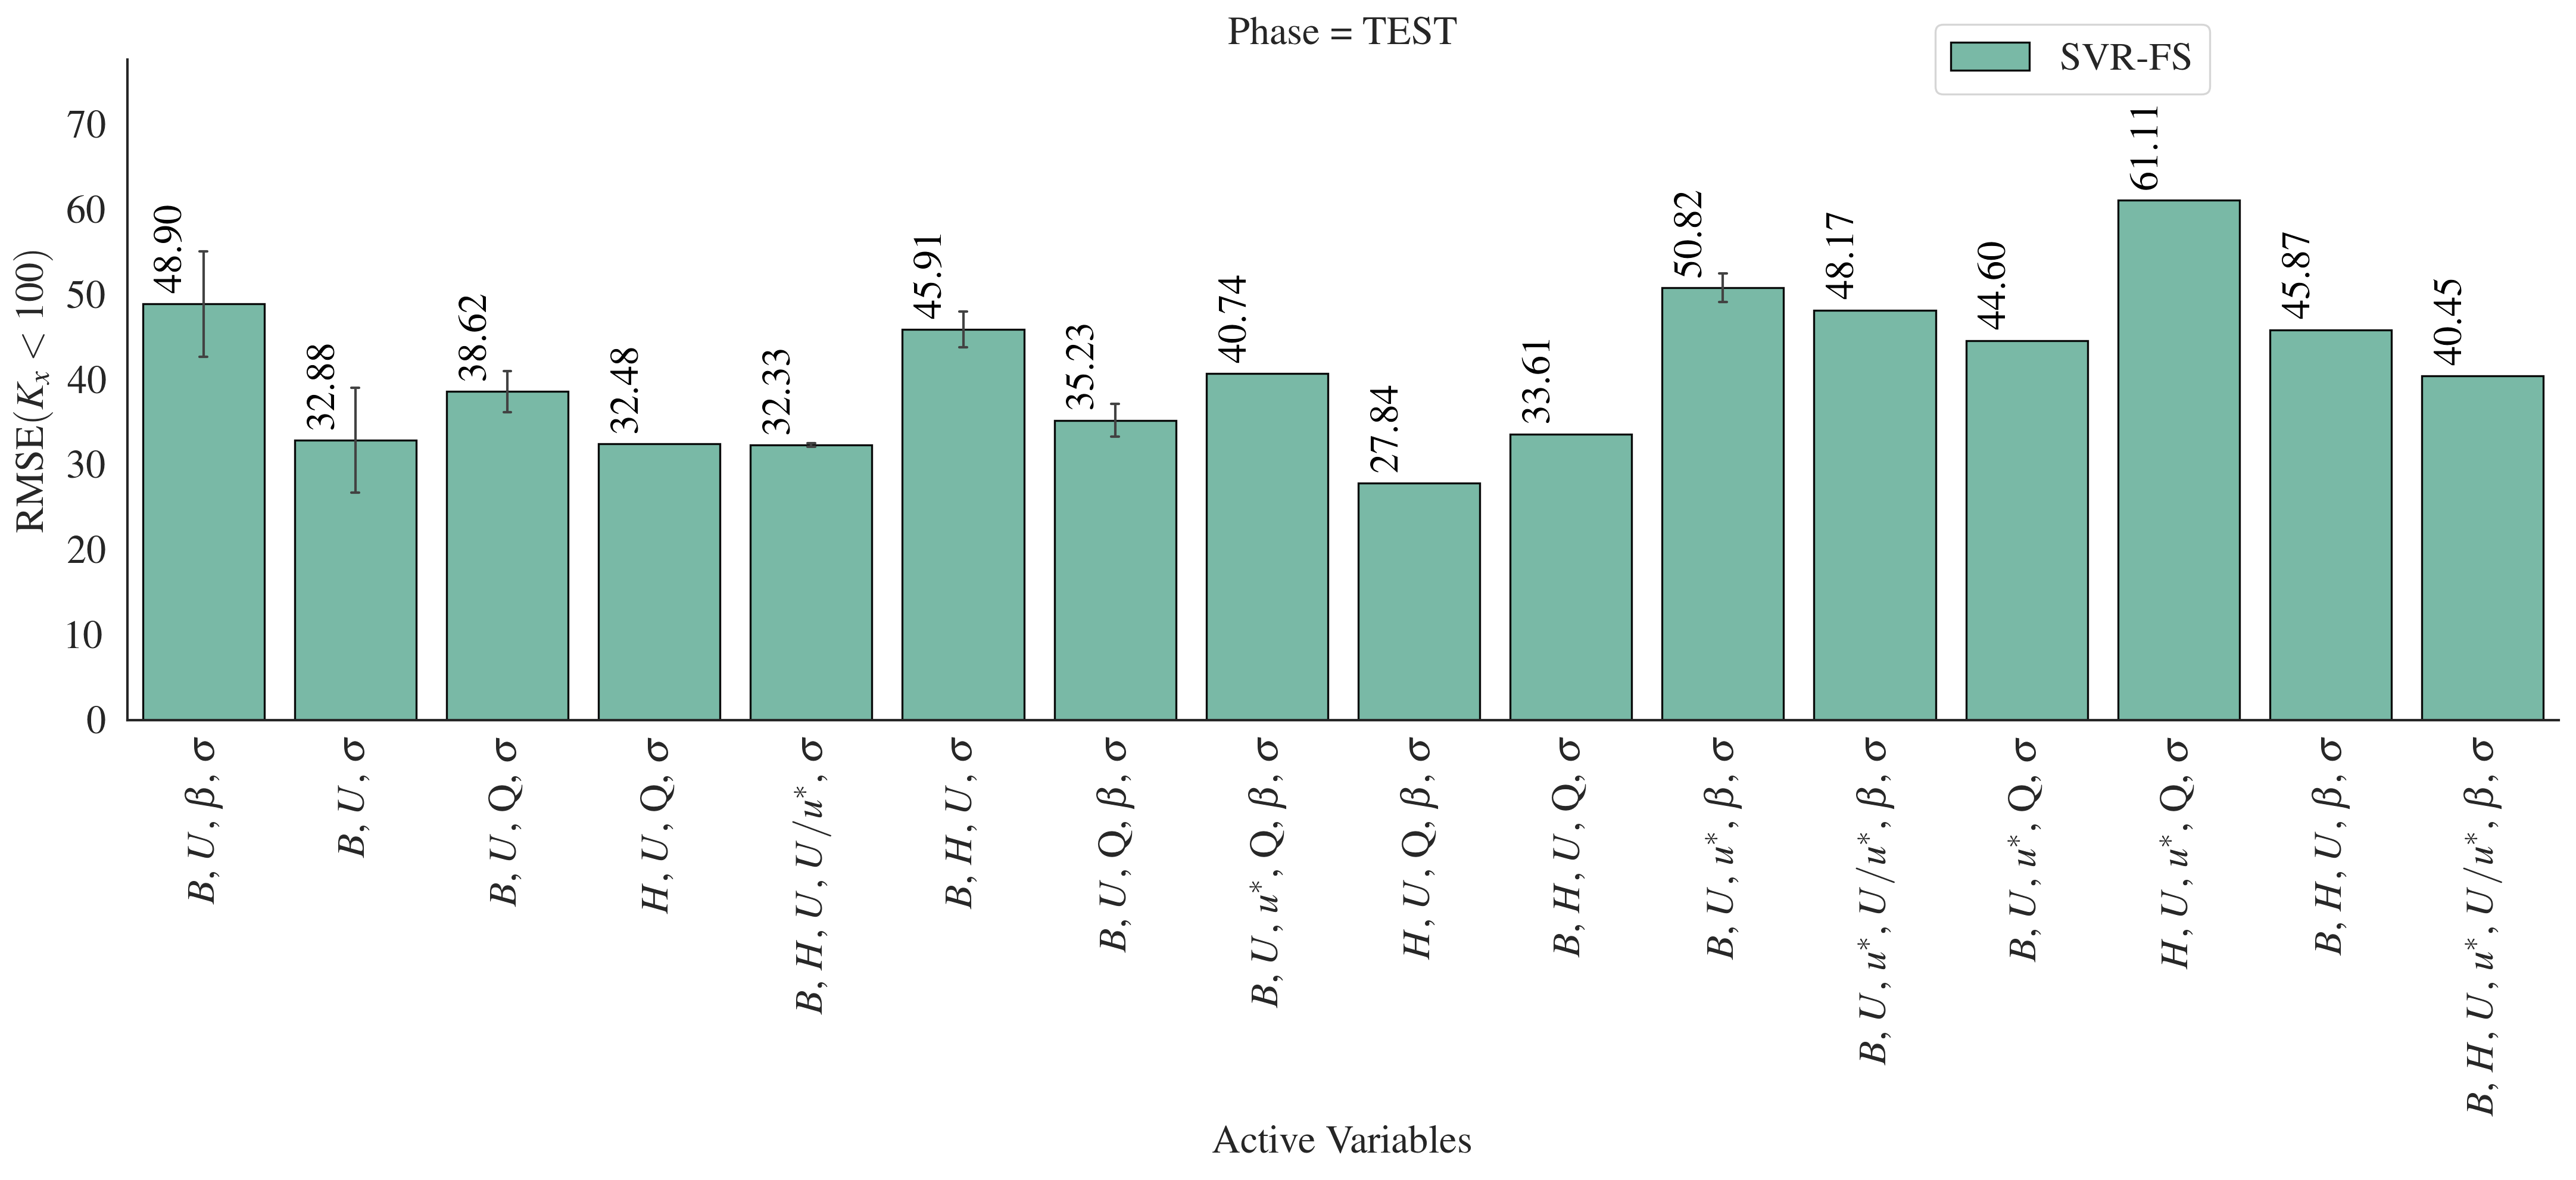 Phase = TEST
SVR-FS
RMSE(Kₓ < 100)
70
60
50
40
30
20
10
0
48.90
32.88
38.62
32.48
32.33
45.91
35.23
40.74
27.84
33.61
50.82
48.17
44.60
61.11
45.87
40.45
B, U, β, σ
B, U, σ
B, U, Q, σ
H, U, Q, σ
B, H, U, U/u*, σ
B, H, U, σ
B, U, Q, β, σ
B, U, u*, Q, β, σ
H, U, Q, β, σ
B, H, U, Q, σ
B, U, u*, β, σ
B, U, u*, U/u*, β, σ
B, U, u*, Q, σ
H, U, u*, Q, σ
B, H, U, β, σ
B, H, U, u*, U/u*, β, σ
Active Variables